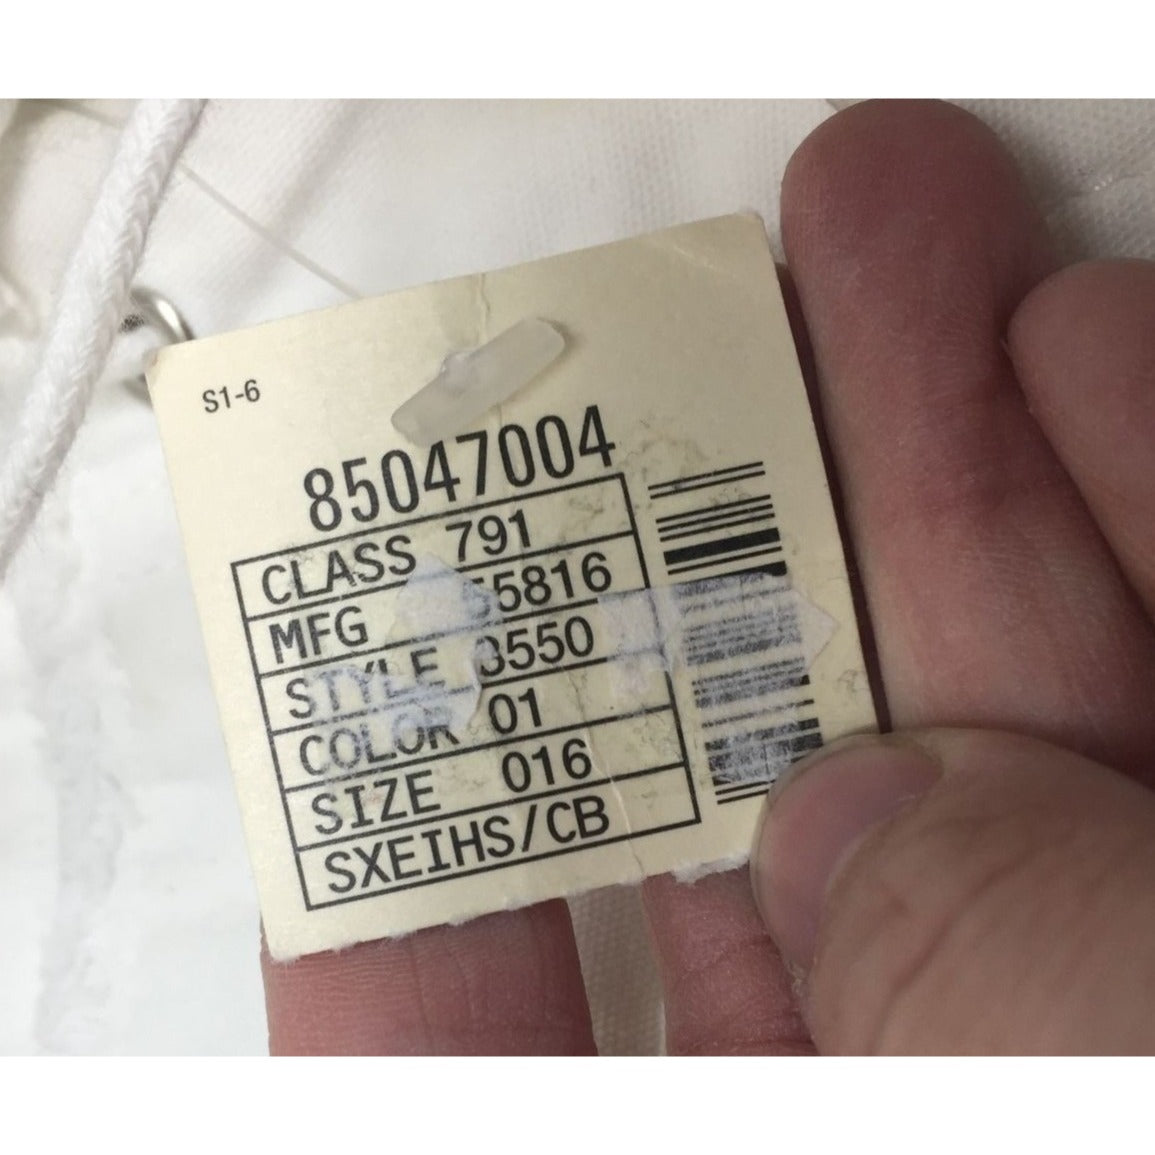 S1-6
85047004
CLASS 791
MFG 55816
STYLE 3550
COLOR 01
SIZE 016
SXEIHS/CB